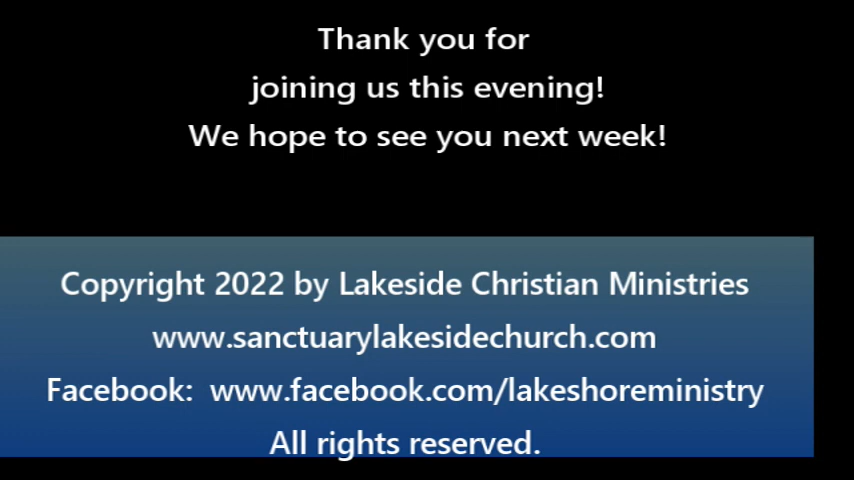 Thank you for
joining us this evening!
We hope to see you next week!
Copyright 2022 by Lakeside Christian Ministries
www.sanctuarylakesidechurch.com
Facebook:  www.facebook.com/lakeshoreministry
All rights reserved.